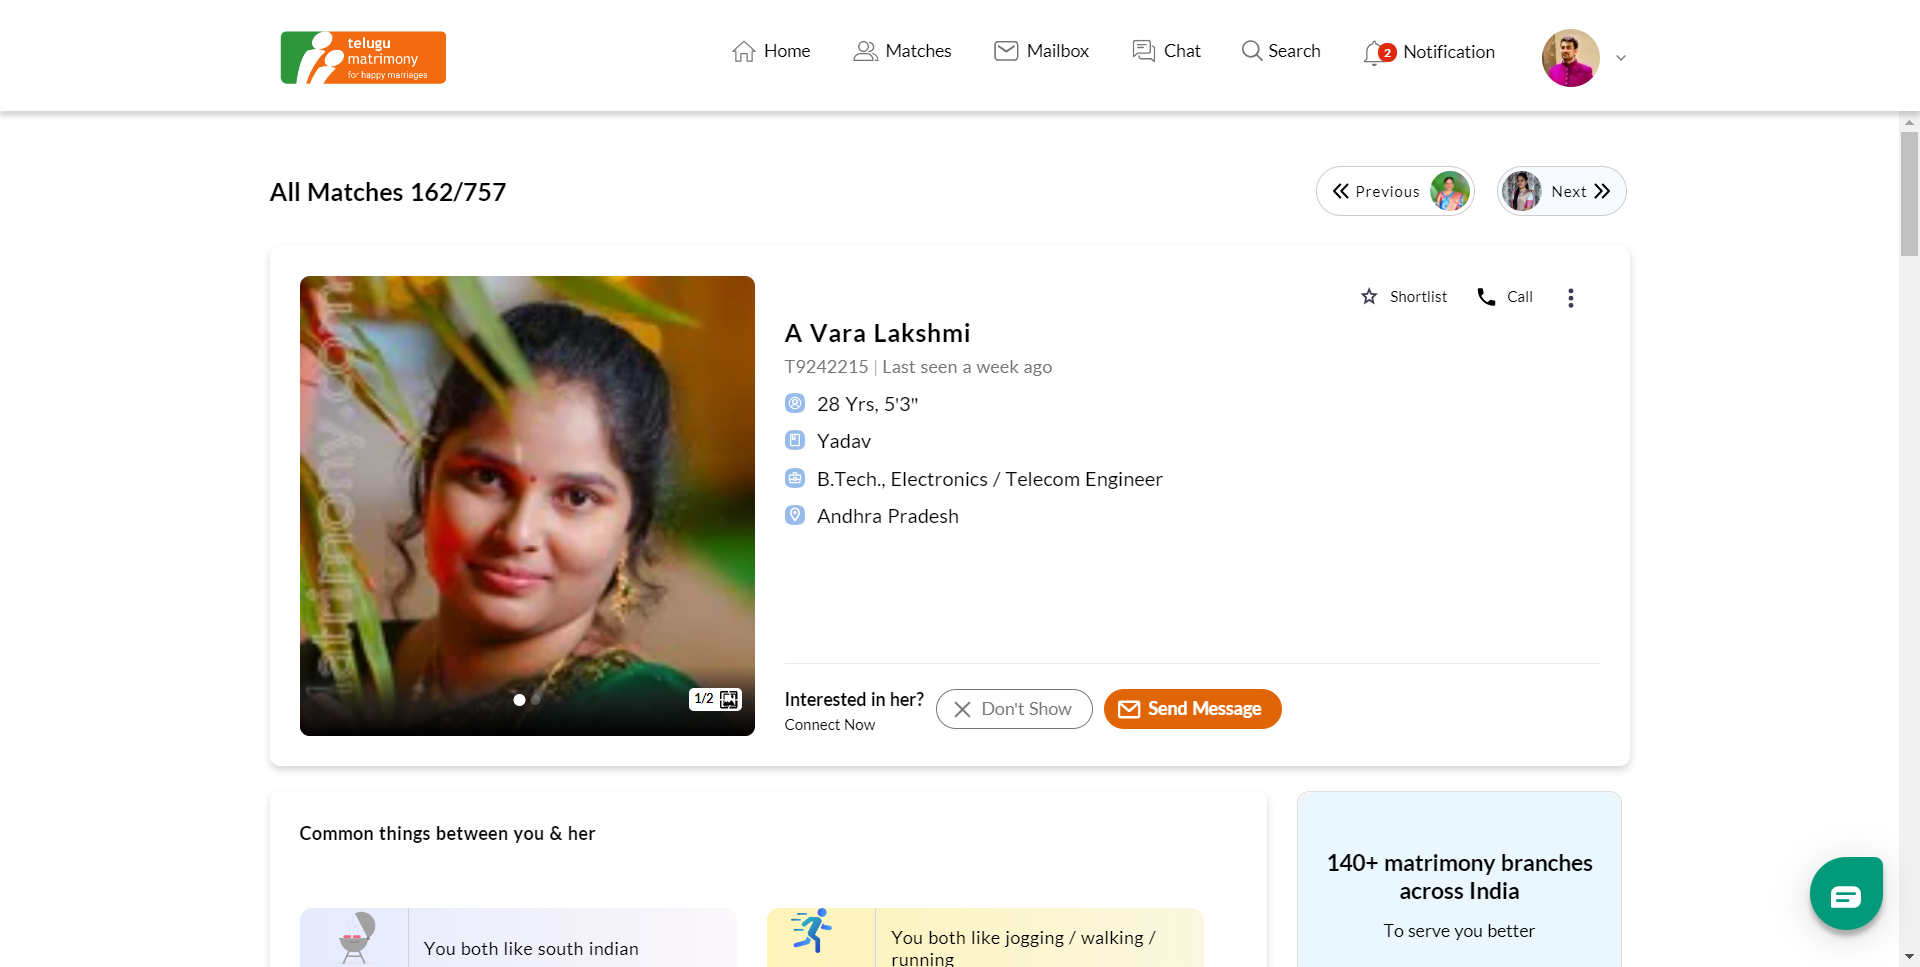 telugu
matrimony
for happy marriages
Home
Matches
Mailbox
Chat
Search
2
Notification
All Matches 162/757
Previous
Next
matrimony.com
Shortlist
Call
A Vara Lakshmi
T9242215 | Last seen a week ago
28 Yrs, 5'3"
Yadav
B.Tech., Electronics / Telecom Engineer
Andhra Pradesh
1/2
Interested in her?
Connect Now
Don't Show
Send Message
Common things between you & her
You both like south indian
You both like jogging / walking /
running
140+ matrimony branches
across India
To serve you better